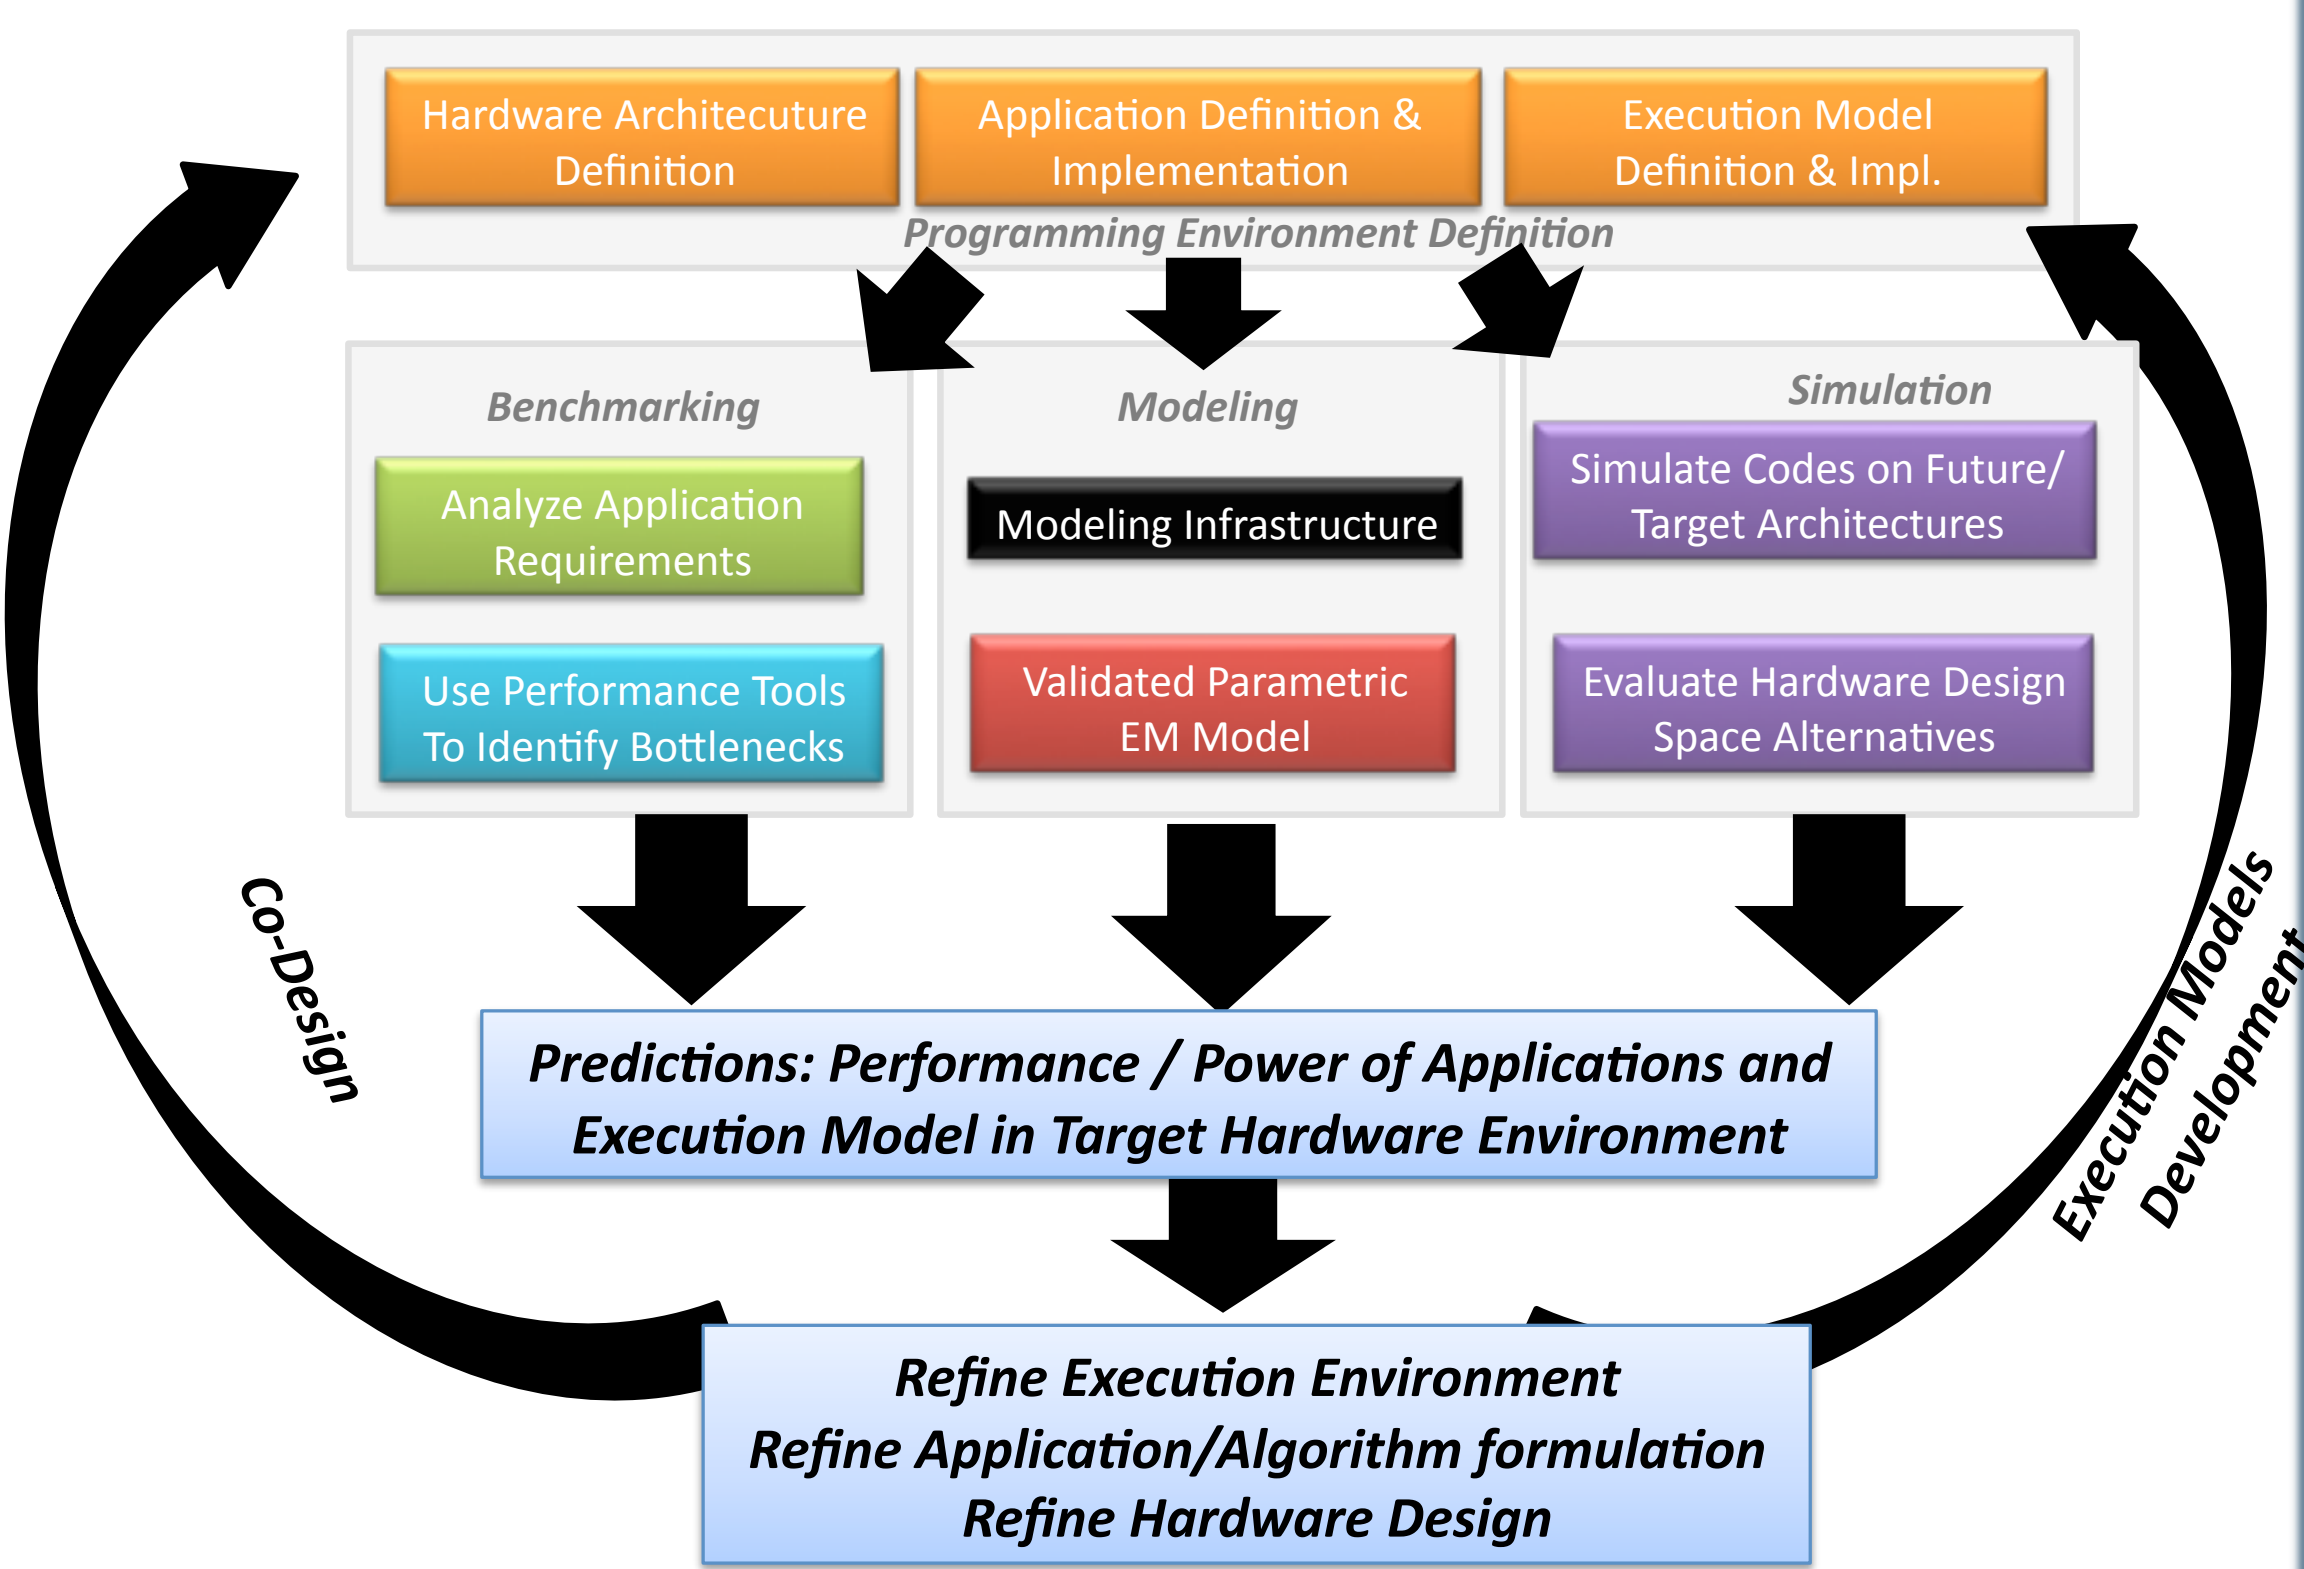 Hardware Architecuture
Definition
Application Definition &
Implementation
Execution Model
Definition & Impl.
Programming Environment Definition
Benchmarking
Analyze Application
Requirements
Use Performance Tools
To Identify Bottlenecks
Modeling
Modeling Infrastructure
Validated Parametric
EM Model
Simulation
Simulate Codes on Future/
Target Architectures
Evaluate Hardware Design
Space Alternatives
Co-Design
Execution Models
Development
Predictions: Performance / Power of Applications and
Execution Model in Target Hardware Environment
Refine Execution Environment
Refine Application/Algorithm formulation
Refine Hardware Design